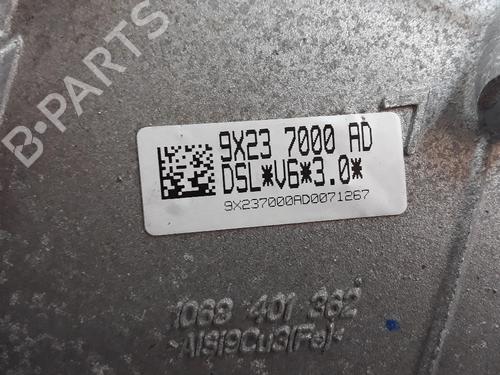 B-PARTS
9X23 7000 AD
DSL*V6*3.0*
9X237000AD0071267
1068 401 362
>AlSi9Cu3(Fe)<